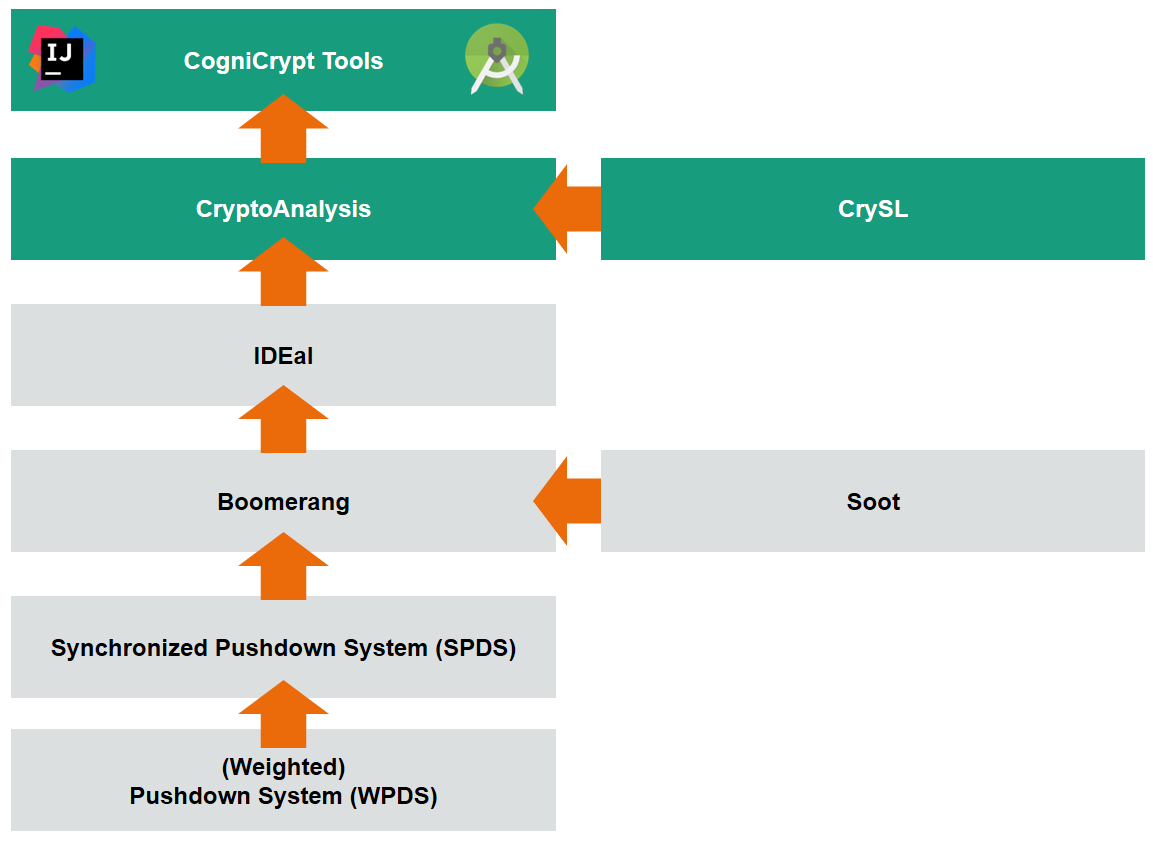 IJ
CogniCrypt Tools
CryptoAnalysis
CrySL
IDEal
Boomerang
Soot
Synchronized Pushdown System (SPDS)
(Weighted)
Pushdown System (WPDS)